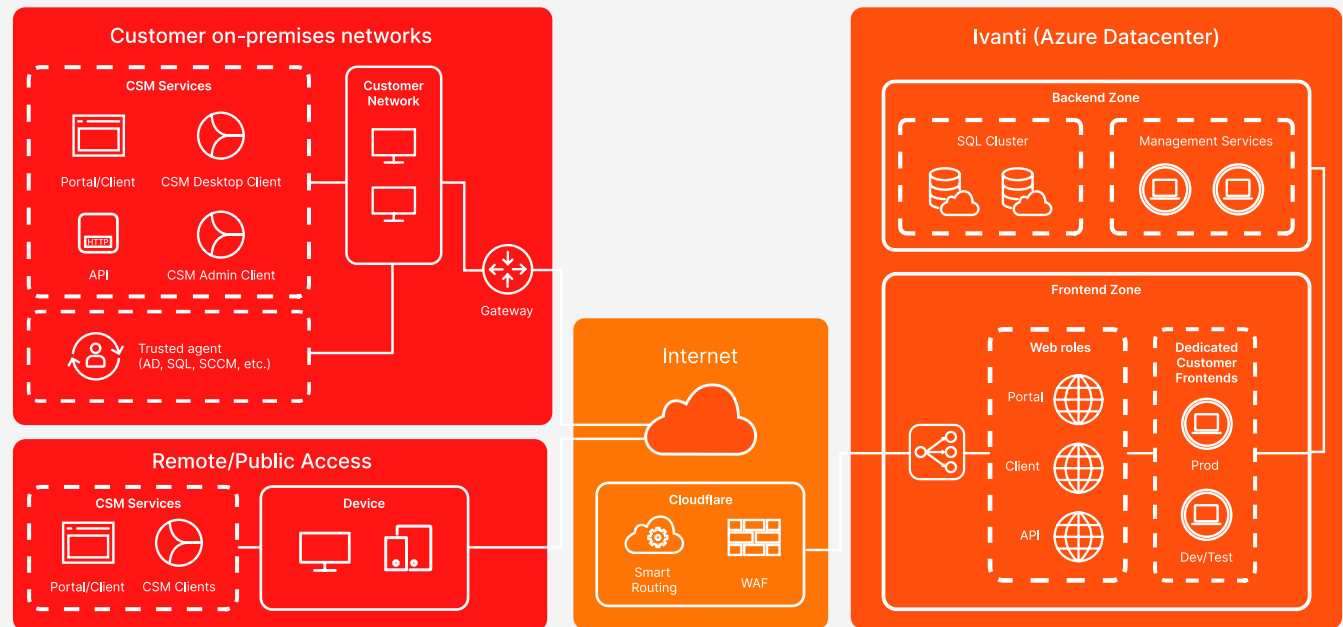 Customer on-premises networks
CSM Services
Portal/Client
CSM Desktop Client
HTTP
API
CSM Admin Client
Trusted agent
(AD, SQL, SCCM, etc.)
Customer
Network
Gateway
Remote/Public Access
CSM Services
Portal/Client
CSM Clients
Device
Internet
Cloudflare
Smart
Routing
WAF
Ivanti (Azure Datacenter)
Backend Zone
SQL Cluster
Management Services
Frontend Zone
Web roles
Portal
Client
API
Dedicated
Customer
Frontends
Prod
Dev/Test